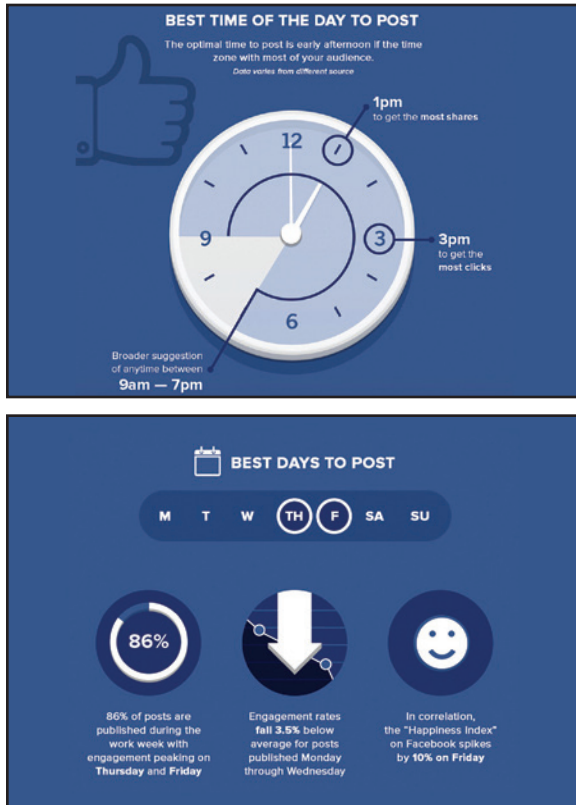 BEST TIME OF THE DAY TO POST
The optimal time to post is early afternoon if the time
zone with most of your audience.
Data varies from different source
1pm
to get the most shares
12
9
3
6
3pm
to get the
most clicks
Broader suggestion
of anytime between
9am — 7pm
BEST DAYS TO POST
M T W TH F SA SU
86%
86% of posts are
published during the
work week with
engagement peaking on
Thursday and Friday
Engagement rates
fall 3.5% below
average for posts
published Monday
through Wednesday
In correlation,
the "Happiness Index"
on Facebook spikes
by 10% on Friday